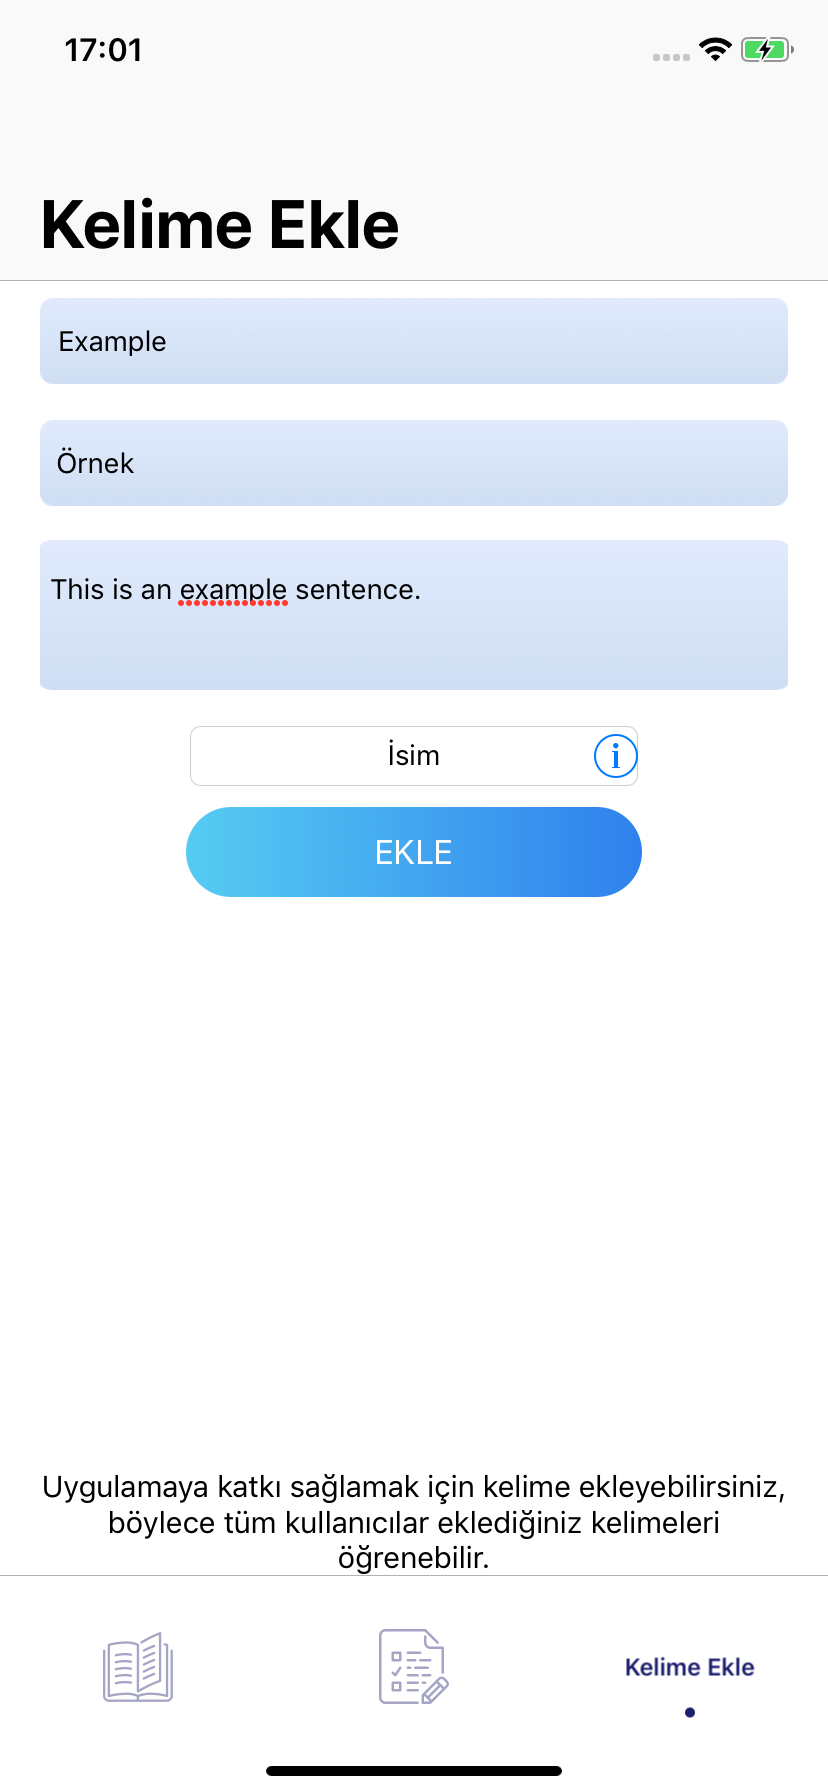 17:01
Kelime Ekle
Example
Örnek
This is an example sentence.
İsim
i
EKLE
Uygulamaya katkı sağlamak için kelime ekleyebilirsiniz,
böylece tüm kullanıcılar eklediğiniz kelimeleri
öğrenebilir.
Kelime Ekle